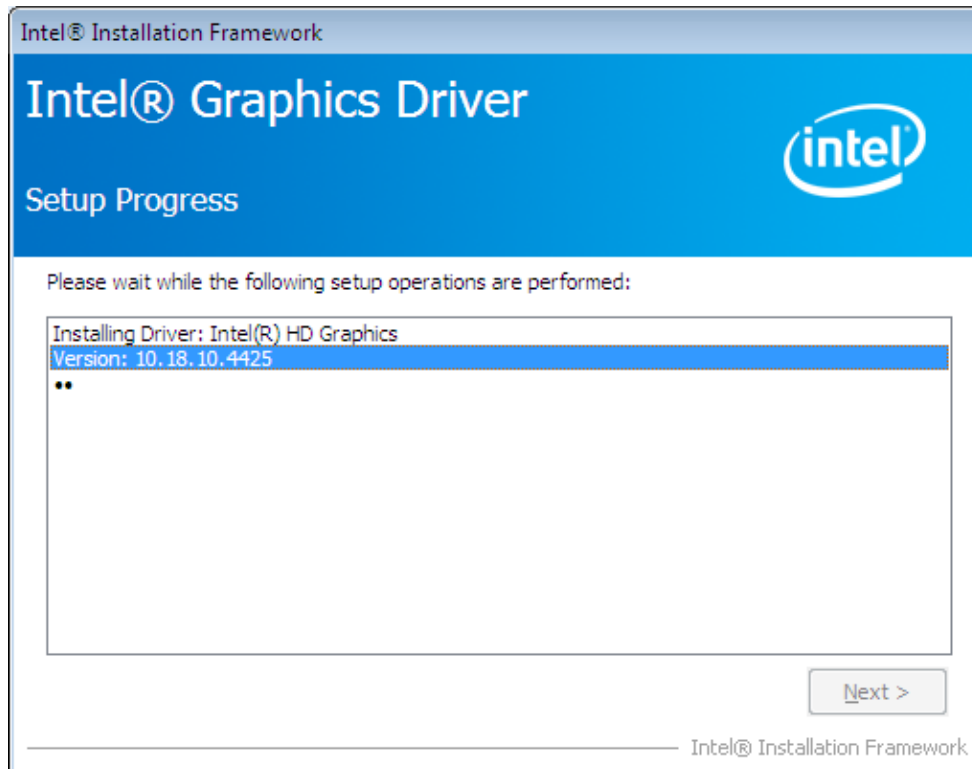 Intel® Installation Framework
Intel® Graphics Driver
intel®
Setup Progress
Please wait while the following setup operations are performed:
Installing Driver: Intel(R) HD Graphics
Version: 10.18.10.4425
••
Next >
Intel® Installation Framework